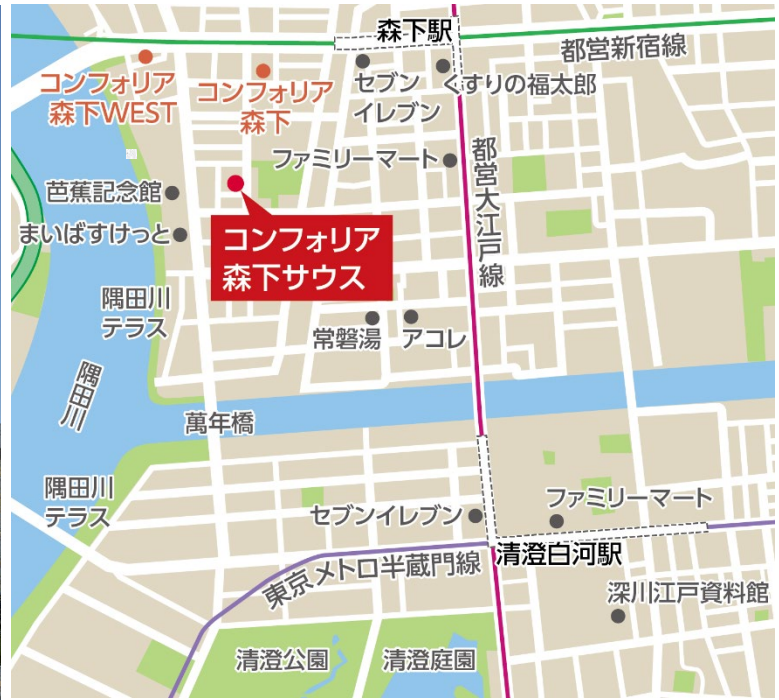 森下駅
都営新宿線
コンフォリア
森下WEST
コンフォリア
森下
セブン
イレブン
くすりの福太郎
ファミリーマート
都営大江戸線
芭蕉記念館
まいばすけっと
コンフォリア
森下サウス
隅田川
テラス
常磐湯
アコレ
隅田川
萬年橋
隅田川
テラス
セブンイレブン
ファミリーマート
清澄白河駅
東京メトロ半蔵門線
深川江戸資料館
清澄公園
清澄庭園